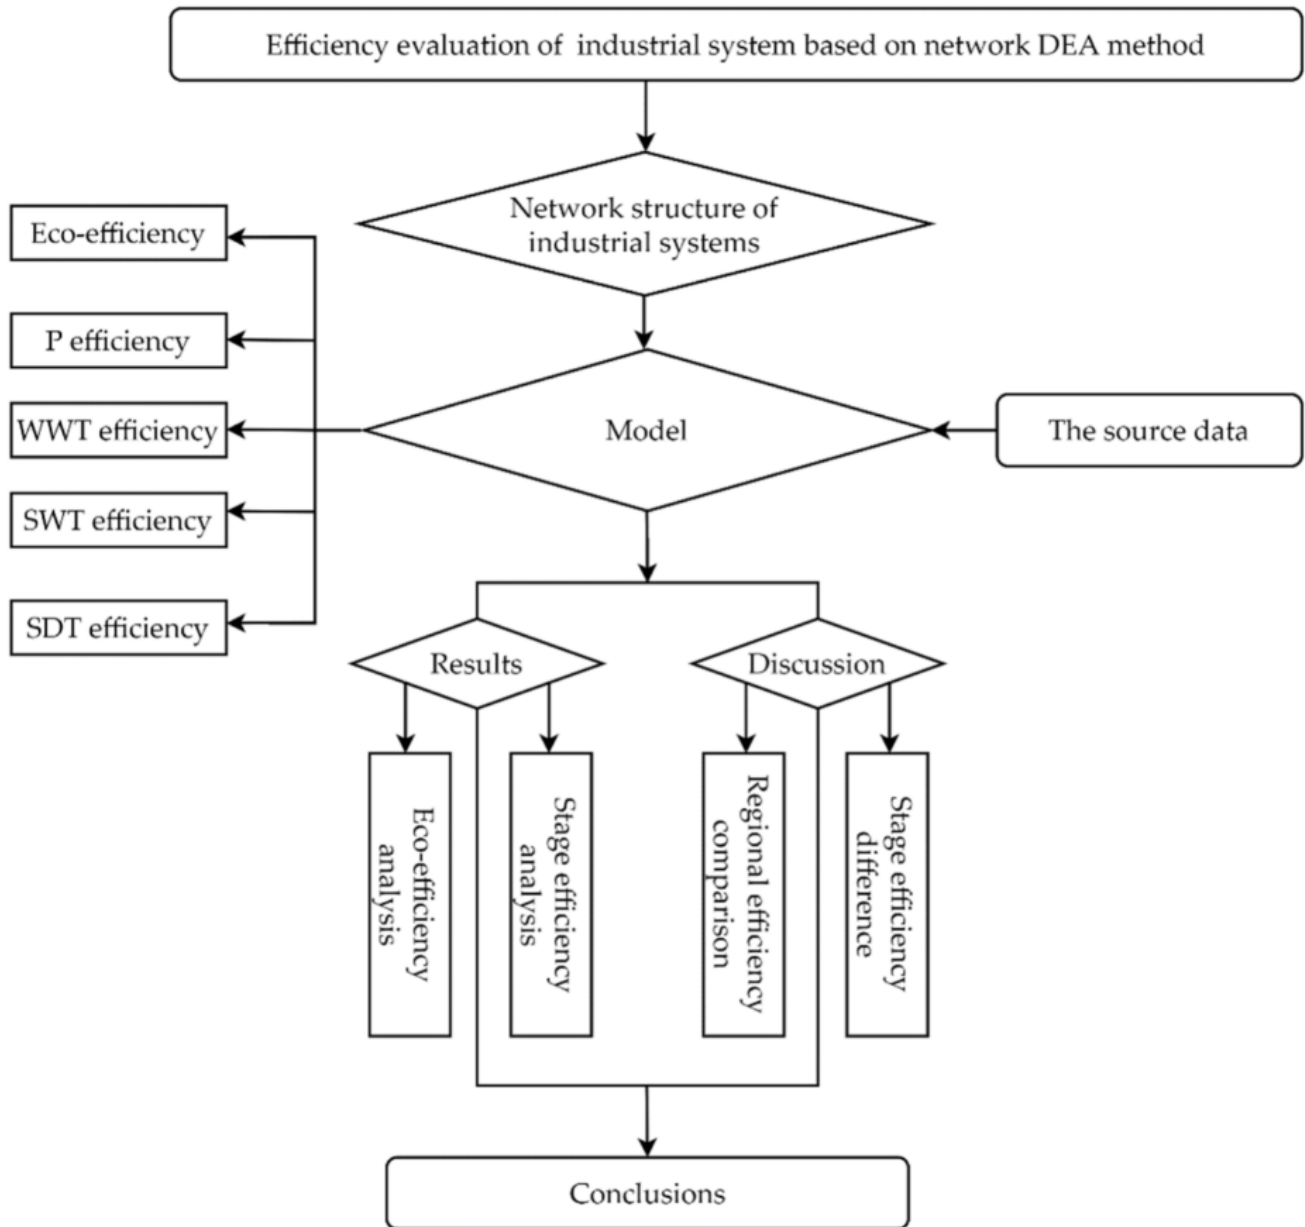 Efficiency evaluation of industrial system based on network DEA method
Network structure of
industrial systems
Eco-efficiency
P efficiency
WWT efficiency
SWT efficiency
SDT efficiency
Model
The source data
Results
Discussion
Eco-efficiency
analysis
Stage efficiency
analysis
Regional efficiency
comparison
Stage efficiency
difference
Conclusions